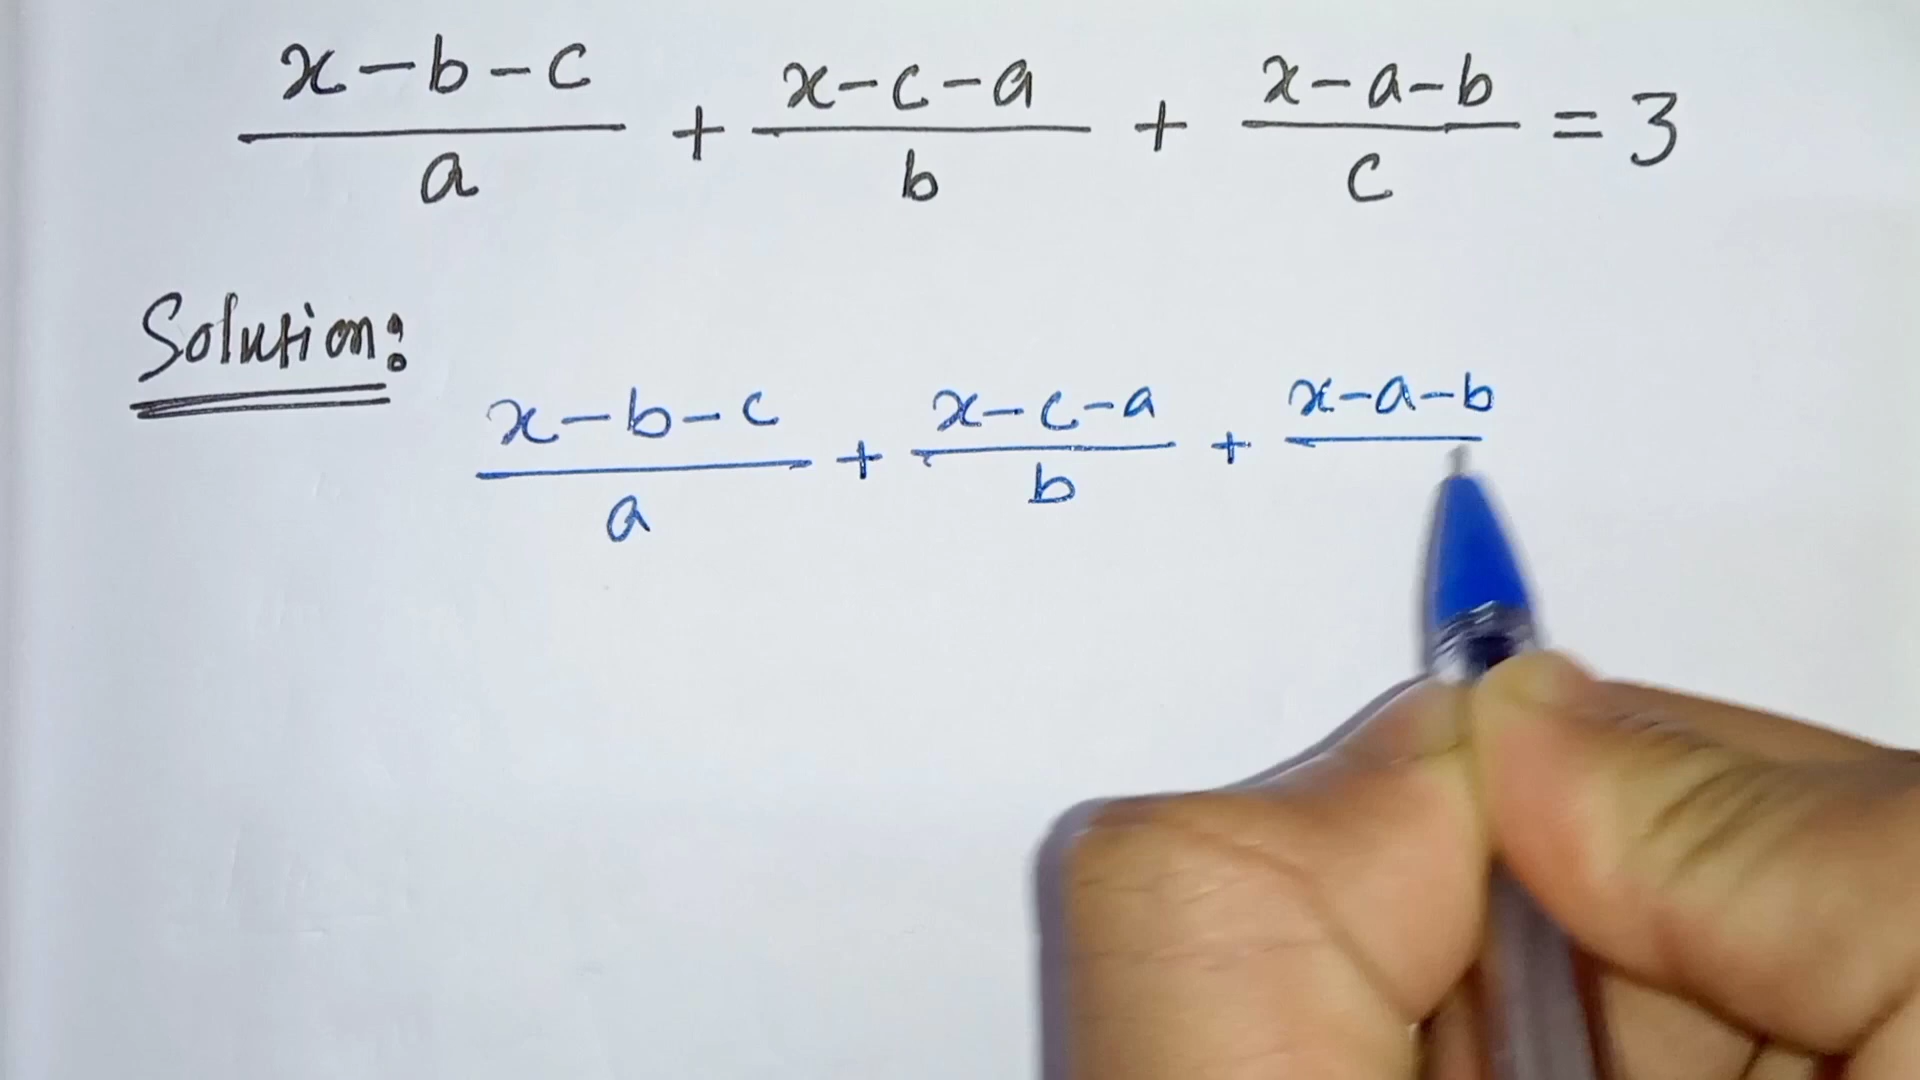 x-b-c/a + x-c-a/b + x-a-b/c = 3
Solution:
x-b-c/a + x-c-a/b + x-a-b